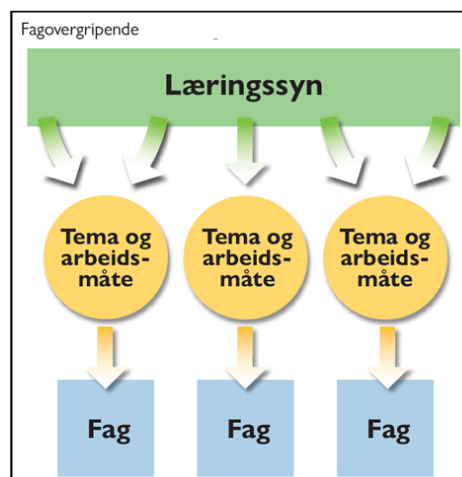 Fagovergripende
Læringssyn
Tema og
arbeids-
måte
Tema og
arbeids-
måte
Tema og
arbeids-
måte
Fag
Fag
Fag